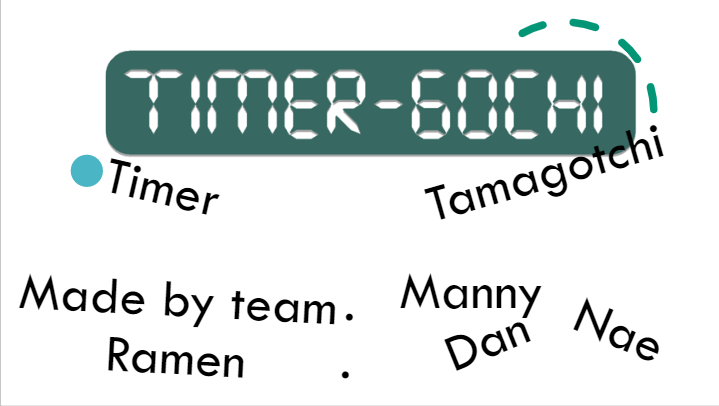 TIMER-GOCHI
Timer
Tamagotchi
Made by team :
Ramen
Manny
Dan
Nae